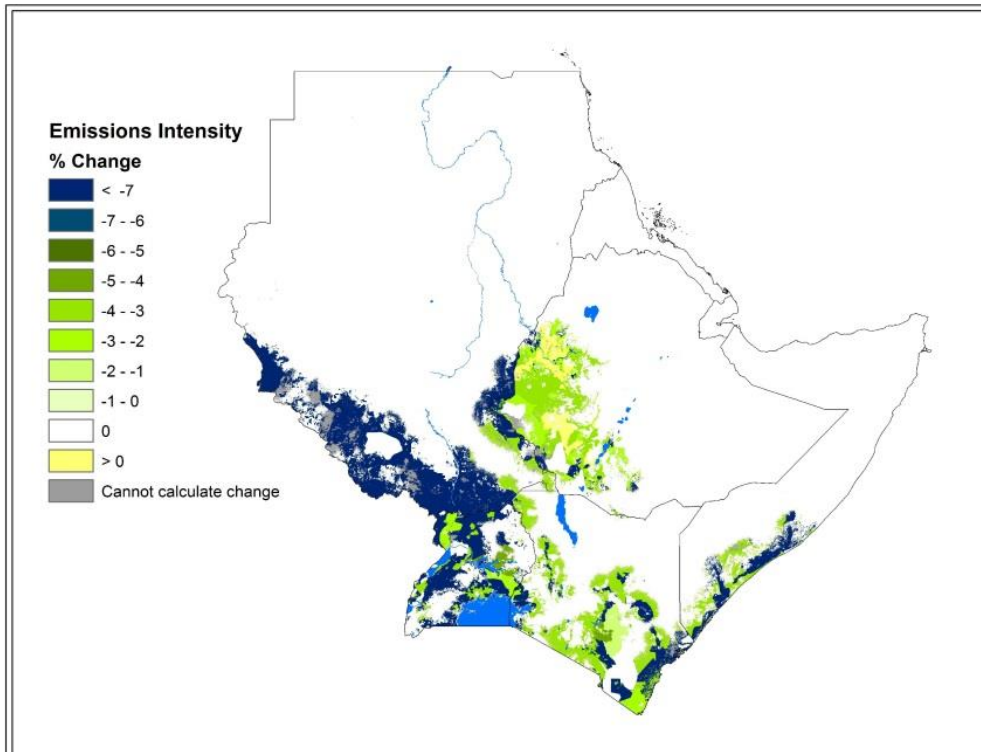 Emissions Intensity
% Change
< -7
-7 - -6
-6 - -5
-5 - -4
-4 - -3
-3 - -2
-2 - -1
-1 - 0
0
> 0
Cannot calculate change